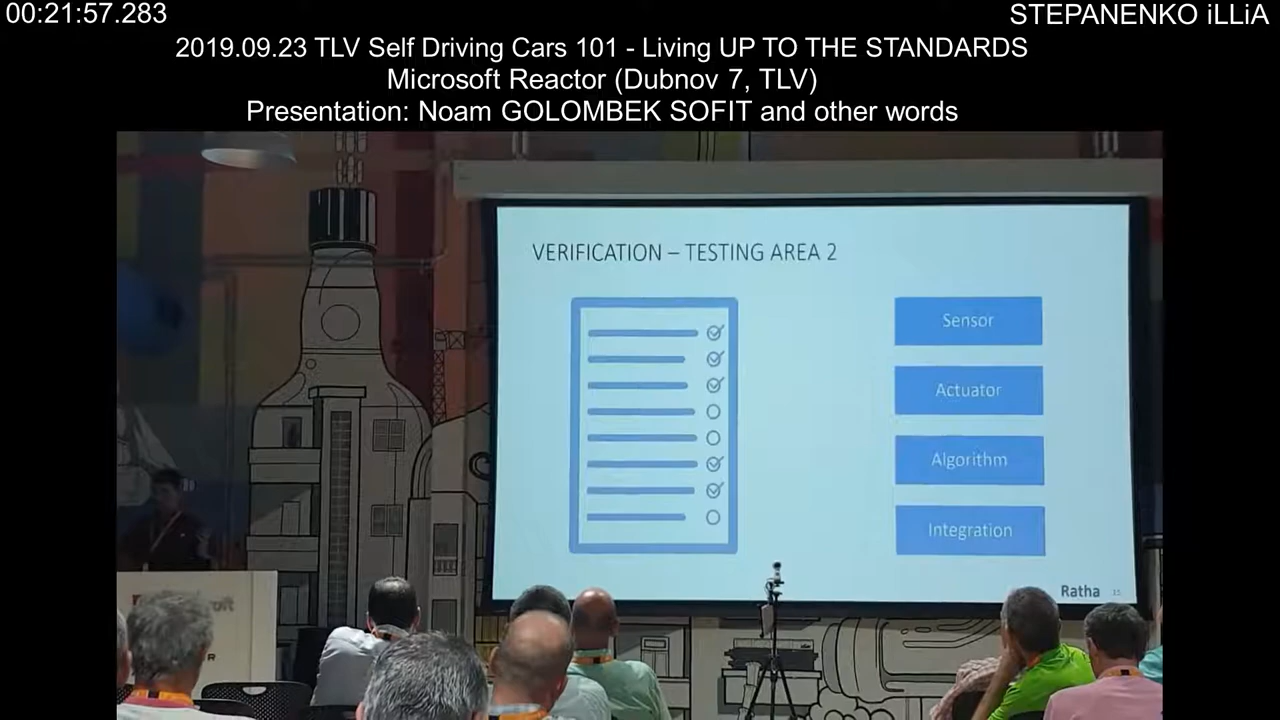 00:21:57.283
STEPANENKO iLLiA
2019.09.23 TLV Self Driving Cars 101 - Living UP TO THE STANDARDS
Microsoft Reactor (Dubnov 7, TLV)
Presentation: Noam GOLOMBEK SOFIT and other words
VERIFICATION – TESTING AREA 2
Sensor
Actuator
Algorithm
Integration
Ratha
15